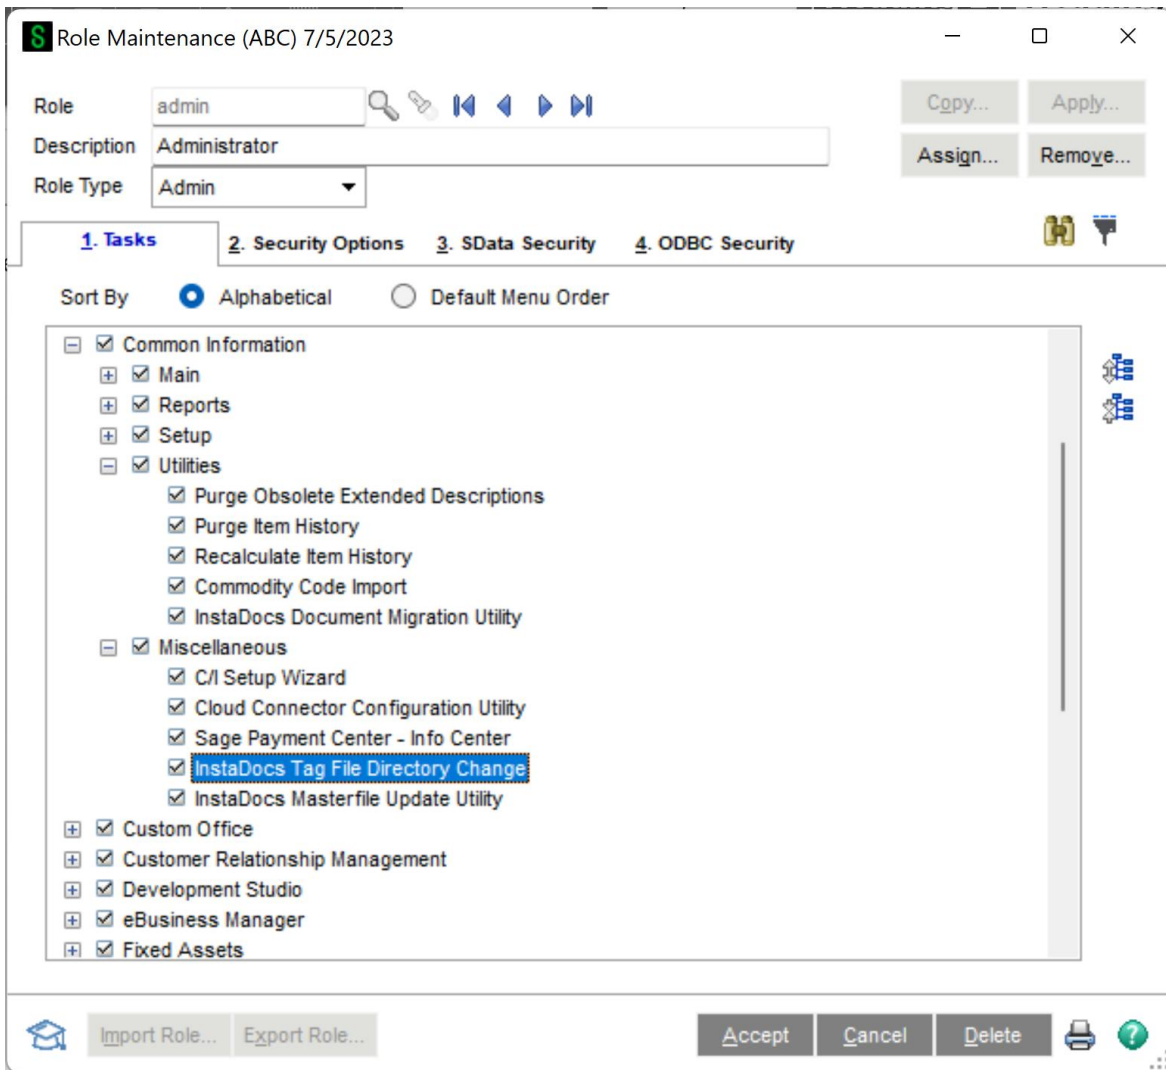 S Role Maintenance (ABC) 7/5/2023
Role admin Copy... Apply...
Description Administrator Assign... Remove...
Role Type Admin
1. Tasks 2. Security Options 3. SData Security 4. ODBC Security
Sort By Alphabetical Default Menu Order
Common Information
Main
Reports
Setup
Utilities
Purge Obsolete Extended Descriptions
Purge Item History
Recalculate Item History
Commodity Code Import
InstaDocs Document Migration Utility
Miscellaneous
C/I Setup Wizard
Cloud Connector Configuration Utility
Sage Payment Center - Info Center
InstaDocs Tag File Directory Change
InstaDocs Masterfile Update Utility
Custom Office
Customer Relationship Management
Development Studio
eBusiness Manager
Fixed Assets
Import Role... Export Role... Accept Cancel Delete ?